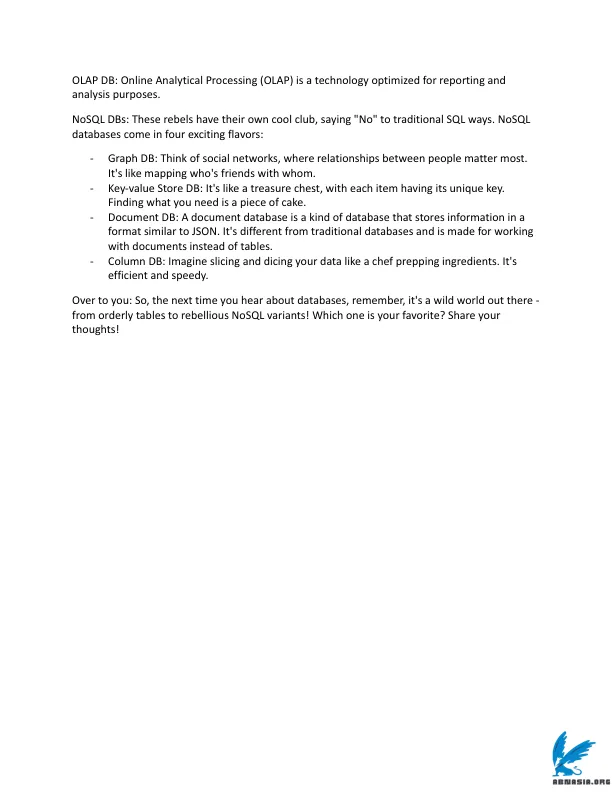 OLAP DB: Online Analytical Processing (OLAP) is a technology optimized for reporting and
analysis purposes.
NoSQL DBs: These rebels have their own cool club, saying "No" to traditional SQL ways. NoSQL
databases come in four exciting flavors:
- Graph DB: Think of social networks, where relationships between people matter most.
It's like mapping who's friends with whom.
- Key-value Store DB: It's like a treasure chest, with each item having its unique key.
Finding what you need is a piece of cake.
- Document DB: A document database is a kind of database that stores information in a
format similar to JSON. It's different from traditional databases and is made for working
with documents instead of tables.
- Column DB: Imagine slicing and dicing your data like a chef prepping ingredients. It's
efficient and speedy.
Over to you: So, the next time you hear about databases, remember, it's a wild world out there -
from orderly tables to rebellious NoSQL variants! Which one is your favorite? Share your
thoughts!
ABNASIA.ORG